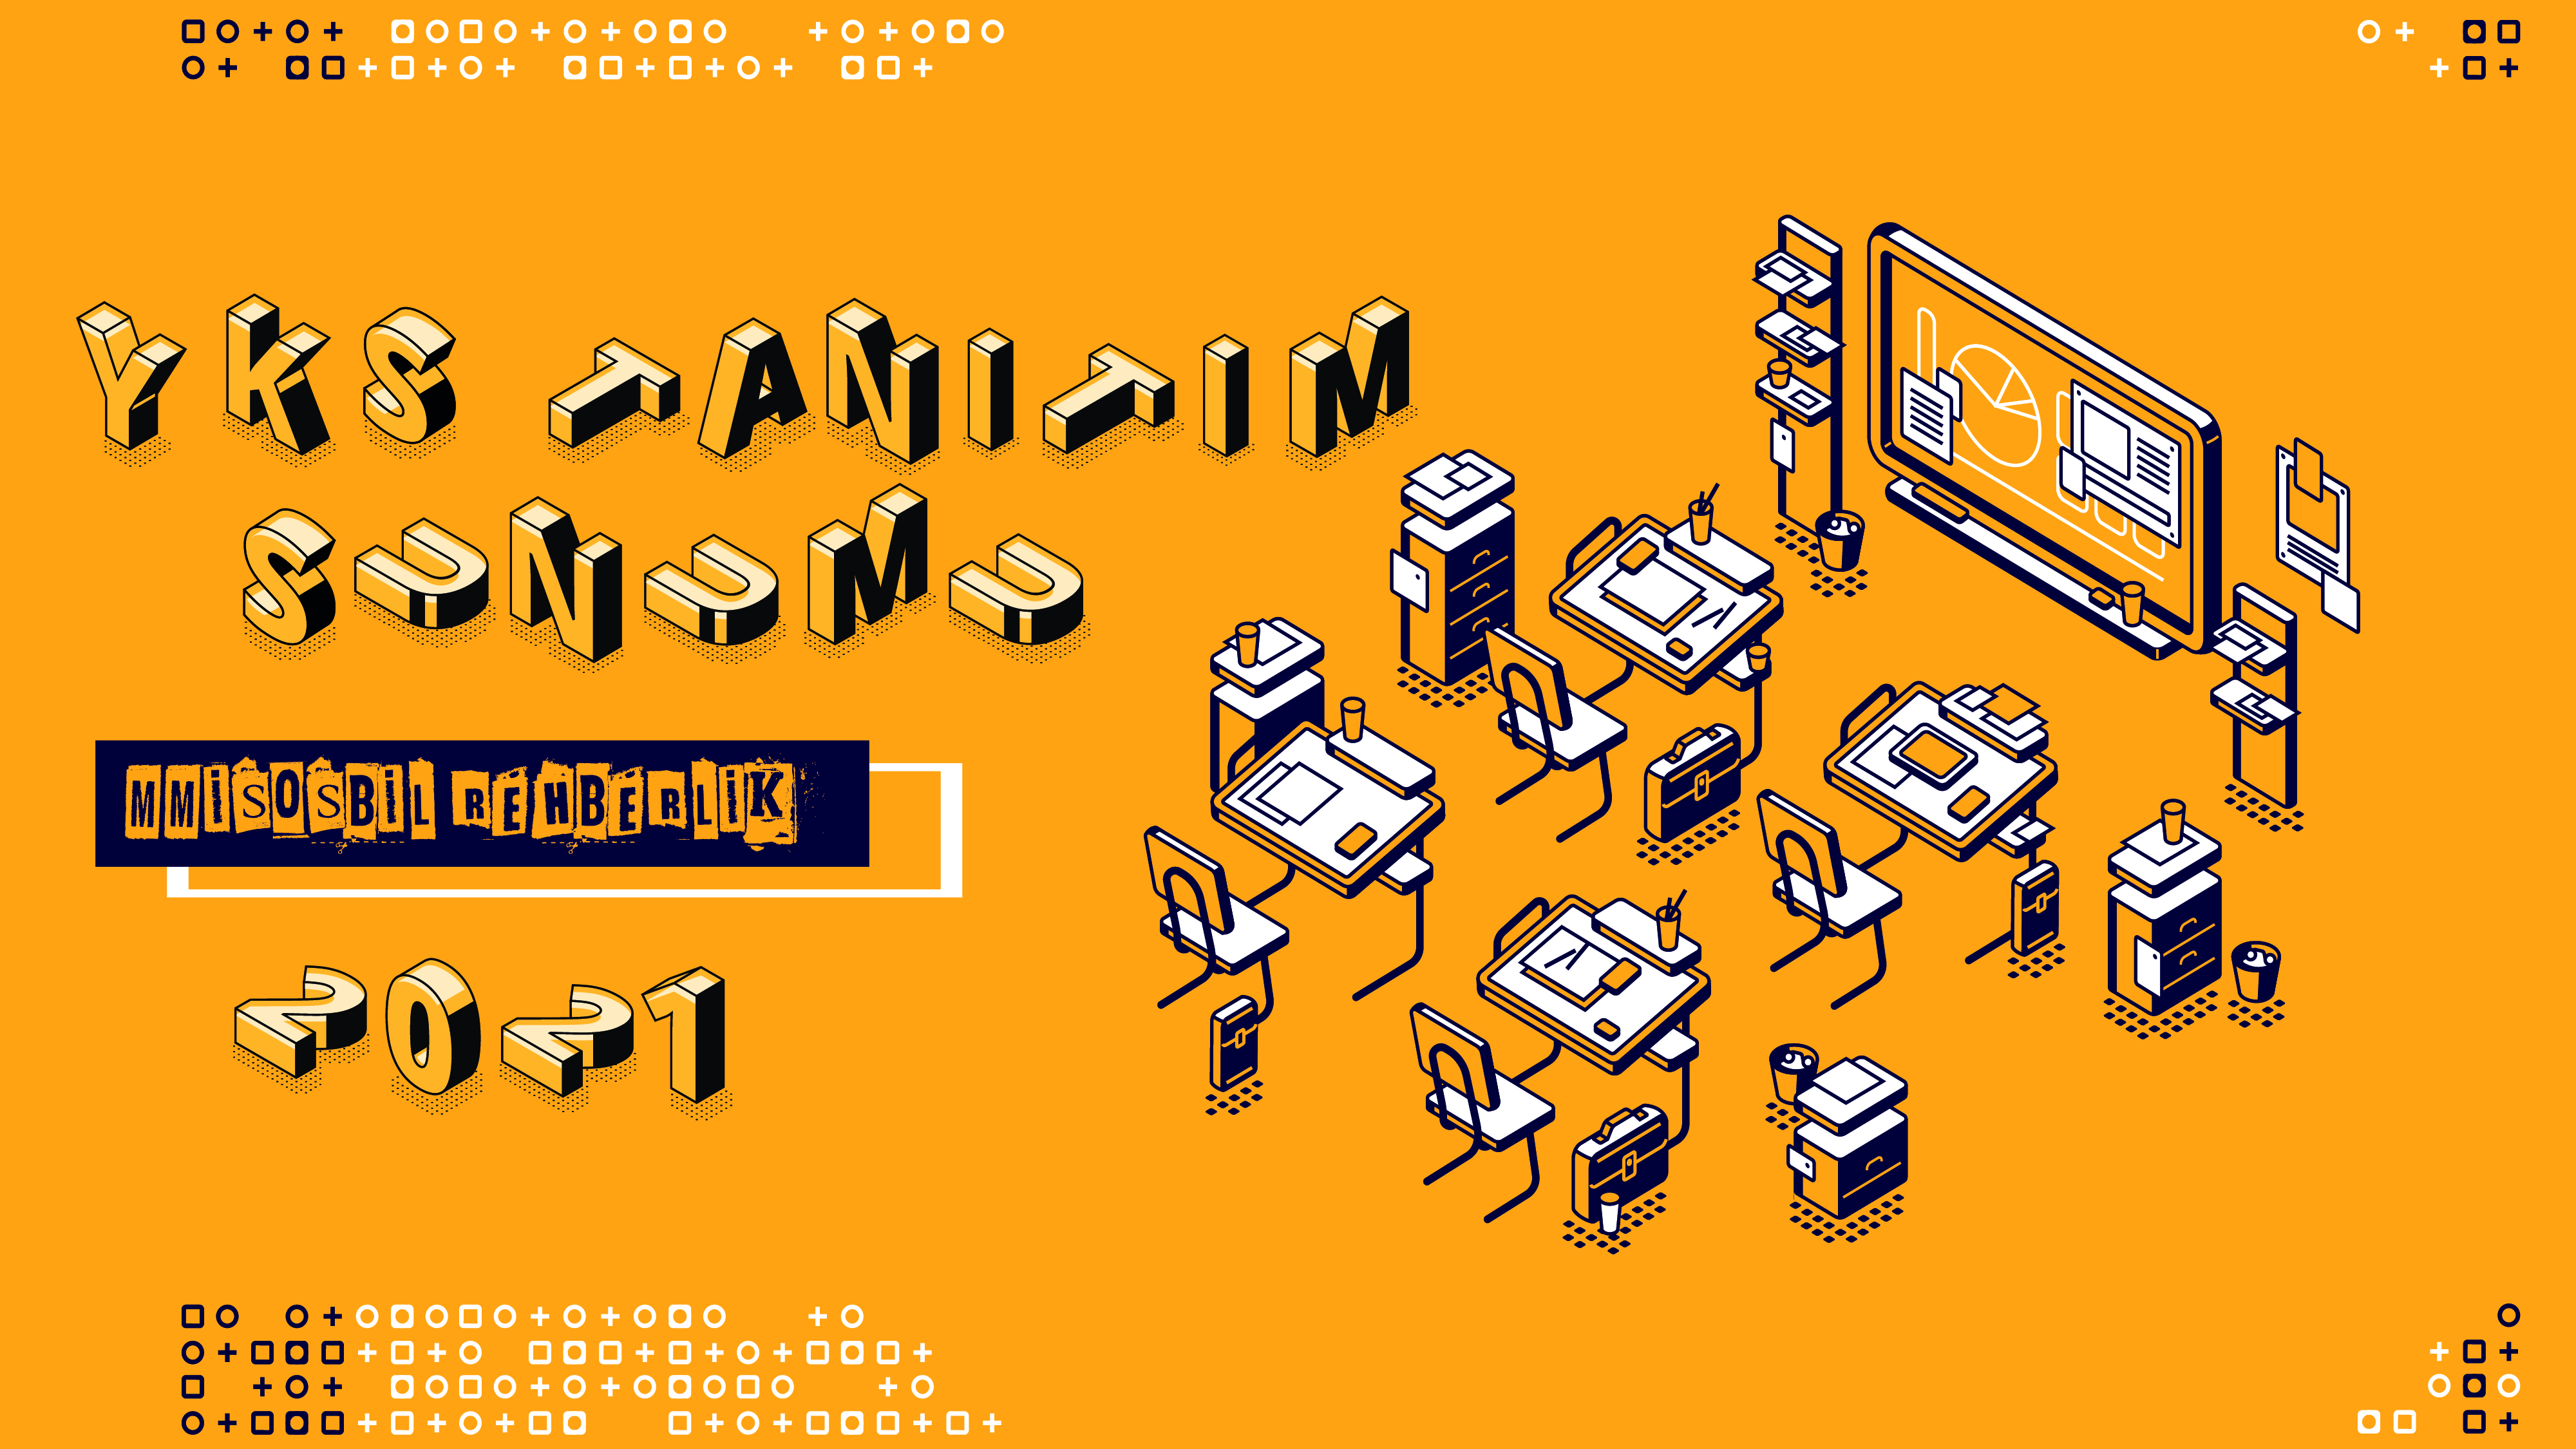 YKS TANITIM
SUNUMU
MMİSOSBİL REHBERLİK
2021